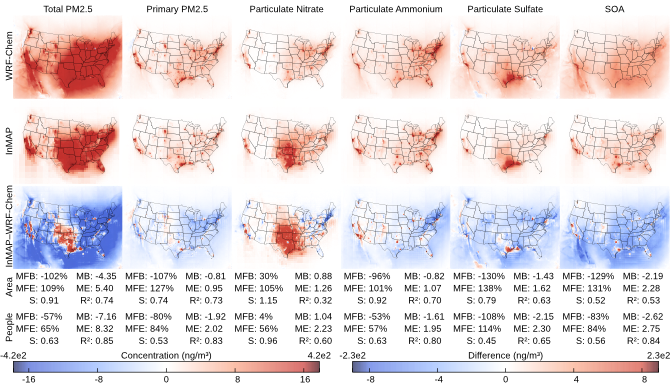 Total PM2.5 Primary PM2.5 Particulate Nitrate Particulate Ammonium Particulate Sulfate SOA
WRF-Chem
InMAP
InMAP-WRF-Chem
Area
MFB: -102% MB: -4.35 MFB: -107% MB: -0.81 MFB: 30% MB: 0.88 MFB: -96% MB: -0.82 MFB: -130% MB: -1.43 MFB: -129% MB: -2.19
MFE: 109% ME: 5.40 MFE: 127% ME: 0.95 MFE: 105% ME: 1.26 MFE: 101% ME: 1.07 MFE: 138% ME: 1.62 MFE: 131% ME: 2.28
S: 0.91 R²: 0.74 S: 0.74 R²: 0.73 S: 1.15 R²: 0.32 S: 0.92 R²: 0.70 S: 0.79 R²: 0.63 S: 0.52 R²: 0.53
People
MFB: -57% MB: -7.16 MFB: -80% MB: -1.92 MFB: 4% MB: 1.04 MFB: -53% MB: -1.61 MFB: -108% MB: -2.15 MFB: -83% MB: -2.62
MFE: 65% ME: 8.32 MFE: 84% ME: 2.02 MFE: 56% ME: 2.23 MFE: 57% ME: 1.95 MFE: 114% ME: 2.30 MFE: 84% ME: 2.75
S: 0.63 R²: 0.85 S: 0.53 R²: 0.83 S: 0.96 R²: 0.60 S: 0.63 R²: 0.80 S: 0.45 R²: 0.65 S: 0.56 R²: 0.84
-4.2e2 Concentration (ng/m³) 4.2e2 -2.3e2 Difference (ng/m³) 2.3e2
-16 -8 0 8 16 -8 -4 0 4 8